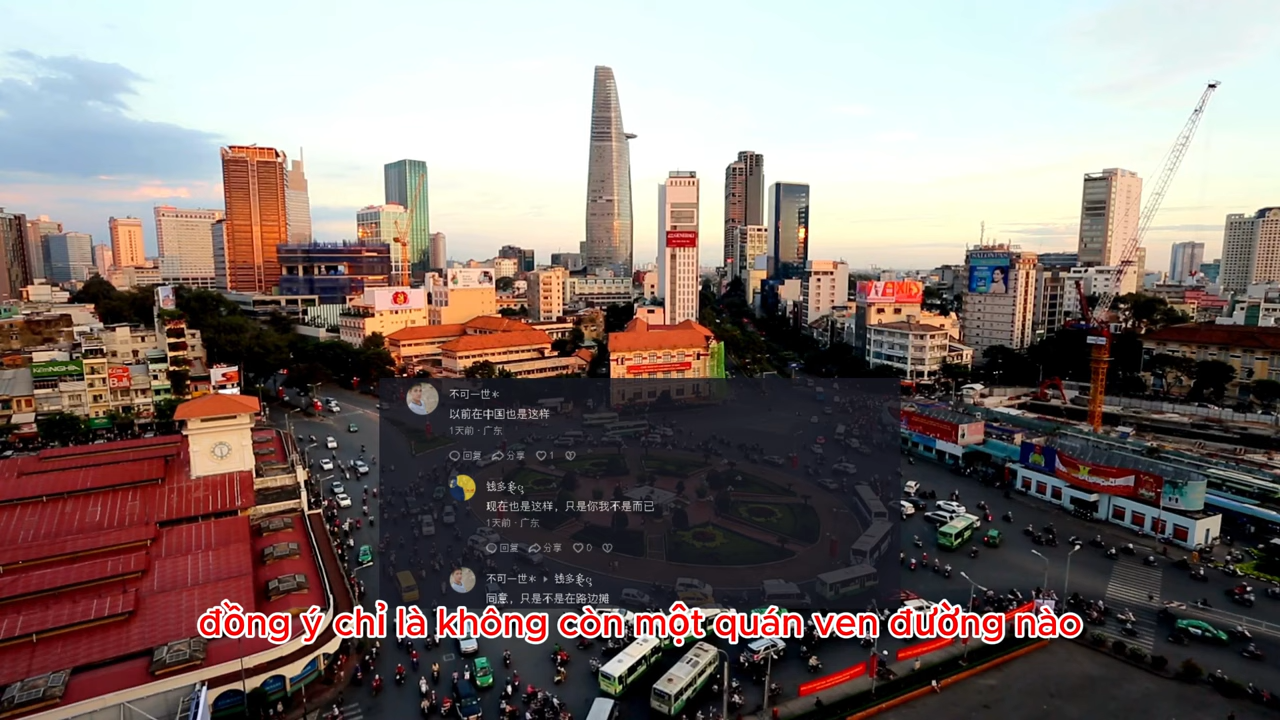 AXIS
不可一世
以前在中国也是这样
1天前·广东
回复 分享 1
钱多多
现在也是这样，只是你我不是而已
1天前·广东
回复 分享 0
不可一世 ▸ 钱多多
同意，只是不是在路边摊
đồng ý chỉ là không còn một quán ven đường nào